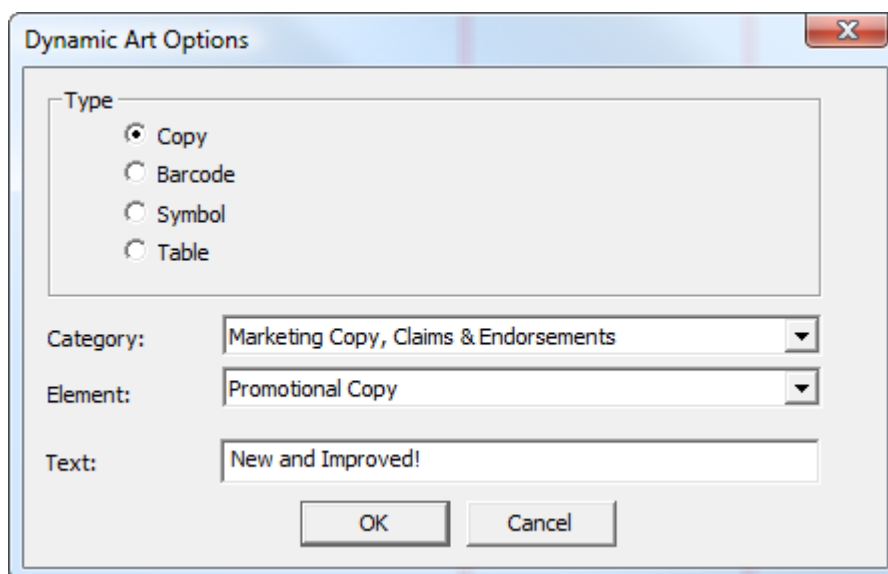 Dynamic Art Options
Type
Copy
Barcode
Symbol
Table
Category: Marketing Copy, Claims & Endorsements
Element: Promotional Copy
Text: New and Improved!
OK Cancel